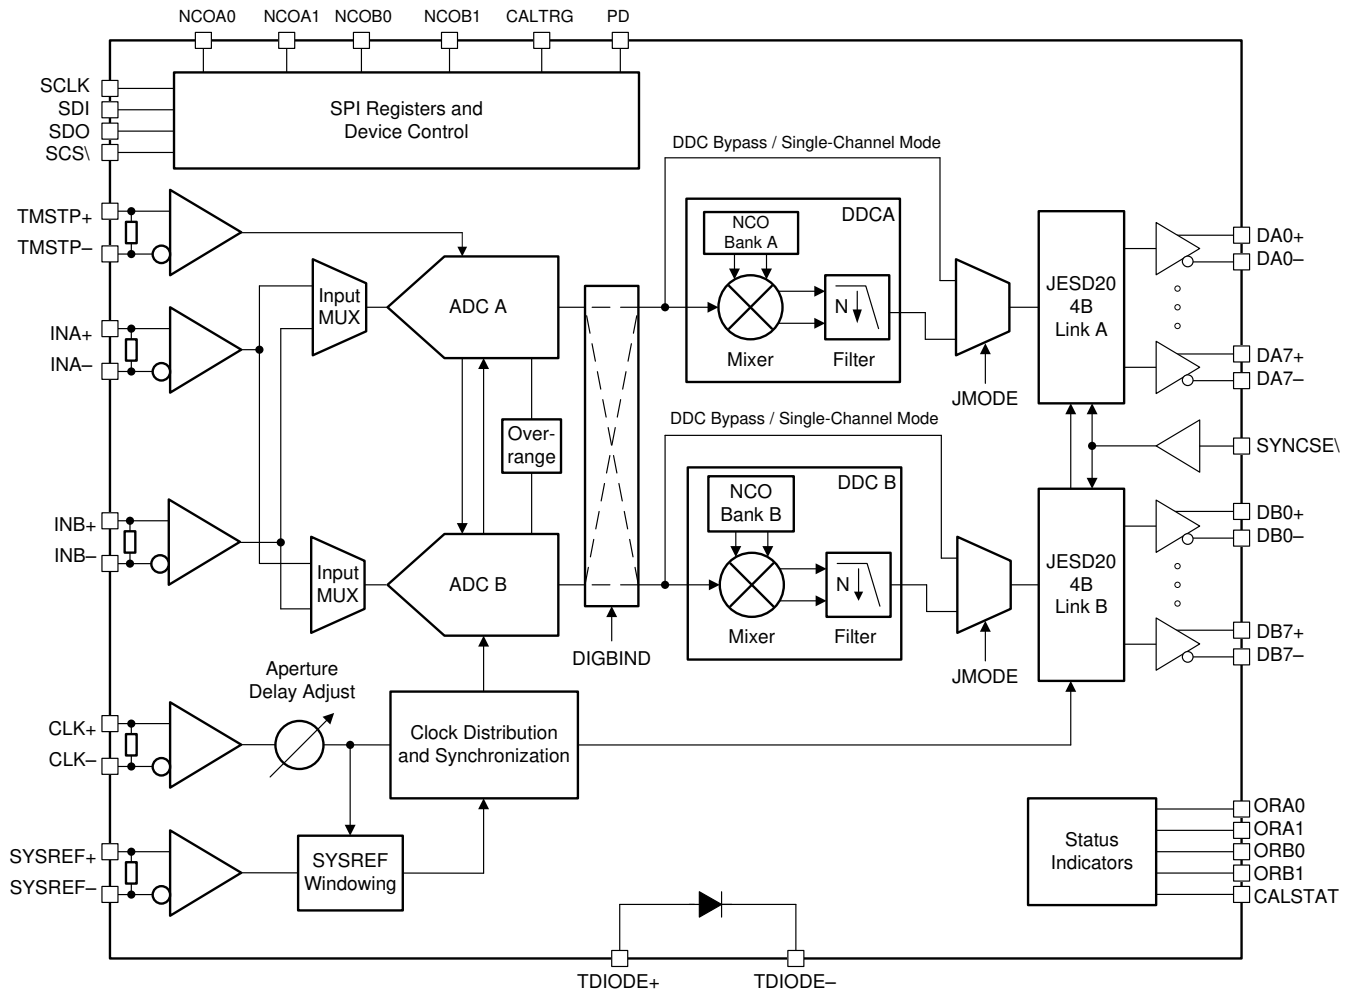 NCOA0 NCOA1 NCOB0 NCOB1 CALTRG PD
SCLK
SDI
SDO
SCS\
SPI Registers and
Device Control
TMSTP+
TMSTP–
INA+
INA–
INB+
INB–
CLK+
CLK–
SYSREF+
SYSREF–
Input
MUX
Input
MUX
ADC A
ADC B
Over-
range
DIGBIND
Aperture
Delay Adjust
Clock Distribution
and Synchronization
SYSREF
Windowing
DDC Bypass / Single-Channel Mode
DDCA
NCO
Bank A
Mixer
N
Filter
JMODE
DDC Bypass / Single-Channel Mode
DDC B
NCO
Bank B
Mixer
N
Filter
JMODE
JESD20
4B
Link A
JESD20
4B
Link B
DA0+
DA0–
DA7+
DA7–
SYNCSE\
DB0+
DB0–
DB7+
DB7–
Status
Indicators
ORA0
ORA1
ORB0
ORB1
CALSTAT
TDIODE+
TDIODE–